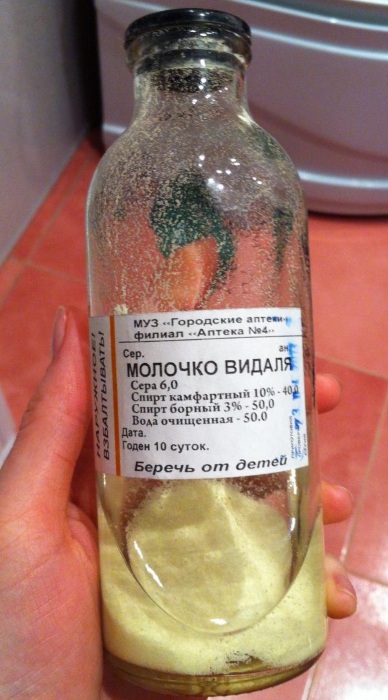 МУЗ «Городские аптеки»
филиал «Аптека №4»
Сер. ан.
МОЛОЧКО ВИДАЛЯ
Сера 6,0
Спирт камфартный 10% - 40,0
Спирт борный 3% - 50,0
Вода очищенная - 50.0
Дата.
Годен 10 суток.
Беречь от детей
НАРУЖНОЕ!
ВЗБАЛТЫВАТЬ!